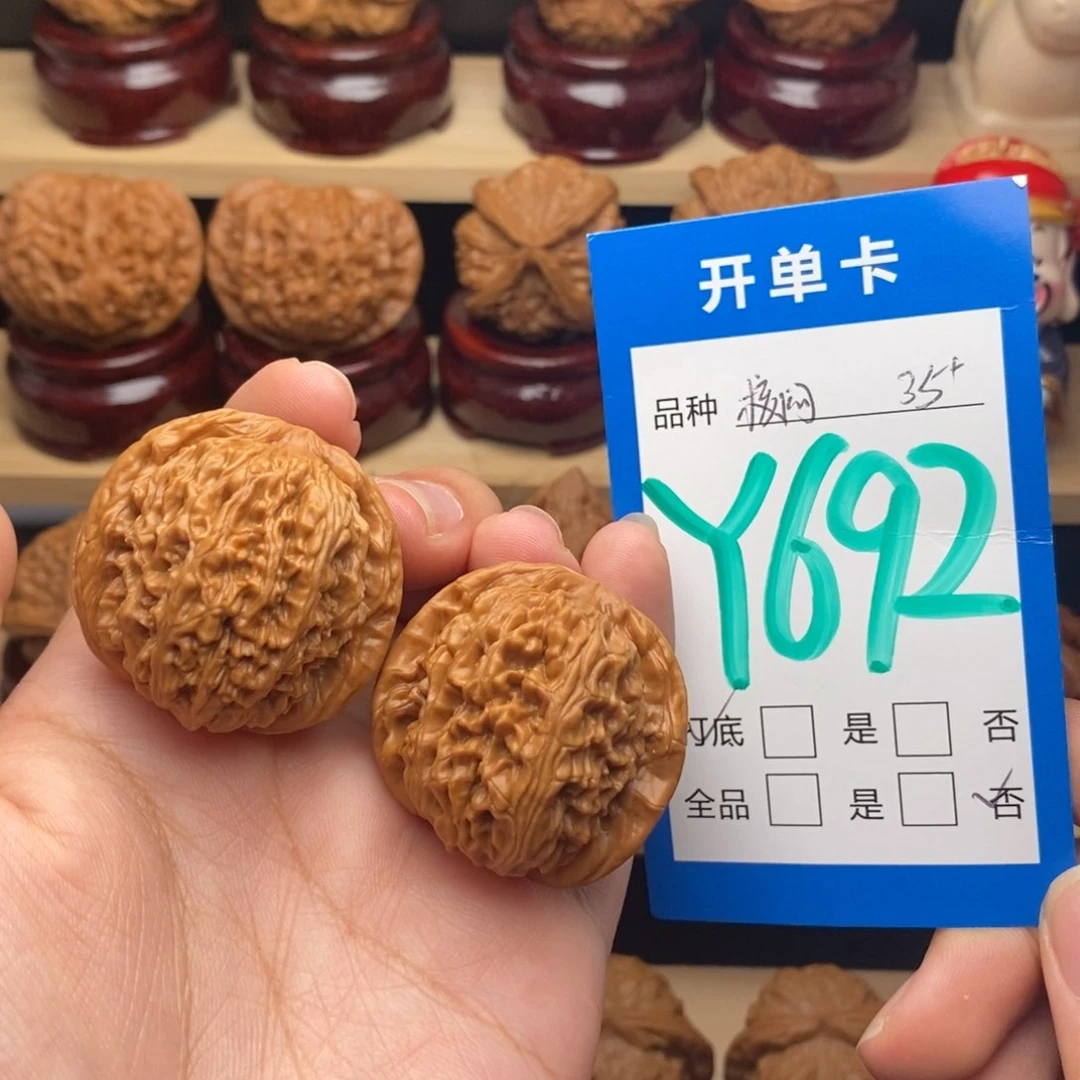 开单卡
品种 35+
Y692
底 是 否
全品 是 否